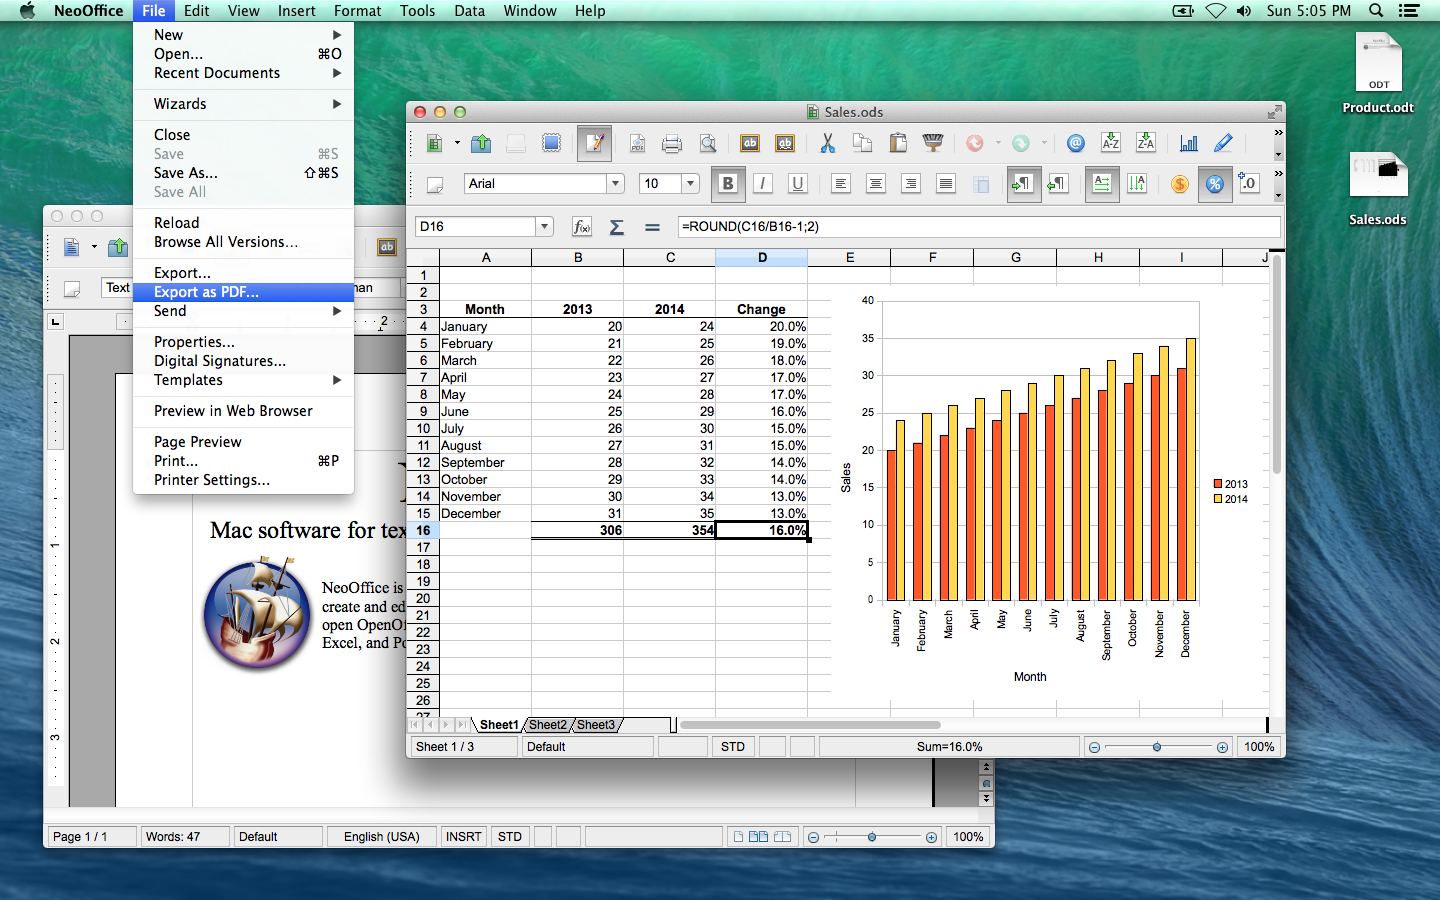 NeoOffice File Edit View Insert Format Tools Data Window Help Sun 5:05 PM
New
Open... ⌘O
Recent Documents
Wizards
Close
Save ⌘S
Save As... ⇧⌘S
Save All
Reload
Browse All Versions...
Export...
Export as PDF...
Send
Properties...
Digital Signatures...
Templates
Preview in Web Browser
Page Preview
Print... ⌘P
Printer Settings...
ODT
Product.odt
Sales.ods
Sales.ods
PDF ab ab A-Z Z-A
Arial 10 B I U
D16 f(x) Σ = =ROUND(C16/B16-1;2)
A B C D E F G H I J
1
2
3 Month 2013 2014 Change
4 January 20 24 20.0%
5 February 21 25 19.0%
6 March 22 26 18.0%
7 April 23 27 17.0%
8 May 24 28 17.0%
9 June 25 29 16.0%
10 July 26 30 15.0%
11 August 27 31 15.0%
12 September 28 32 14.0%
13 October 29 33 14.0%
14 November 30 34 13.0%
15 December 31 35 13.0%
16 306 354 16.0%
17
18
19
20
21
22
23
24
25
26
27
40
35
30
25
20
15
10
5
0
Sales
January February March April May June July August September October November December
Month
2013
2014
Sheet1 Sheet2 Sheet3
Sheet 1 / 3 Default STD Sum=16.0% 100%
ab
Text
2
1
2
3
Mac software for
NeoOffice is
create and
Excel, and
Page 1 / 1 Words: 47 Default English (USA) INSRT STD 100%